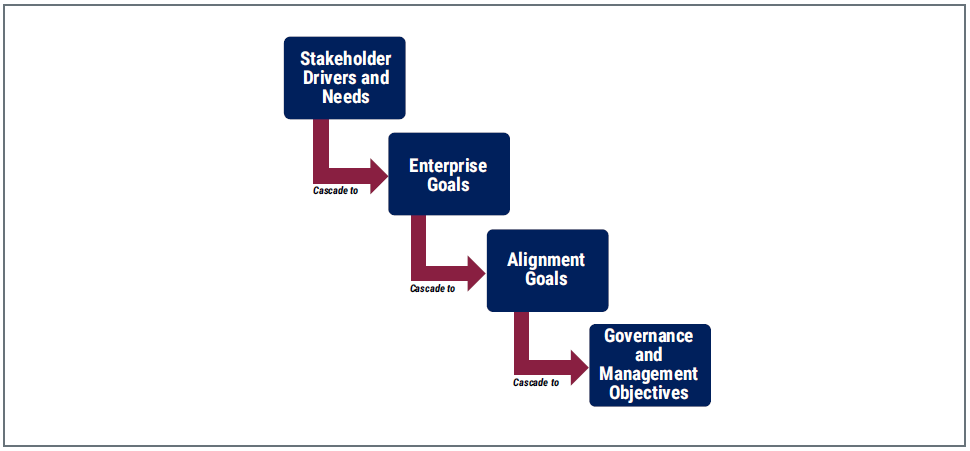 Stakeholder
Drivers and
Needs
Cascade to
Enterprise
Goals
Cascade to
Alignment
Goals
Cascade to
Governance
and
Management
Objectives